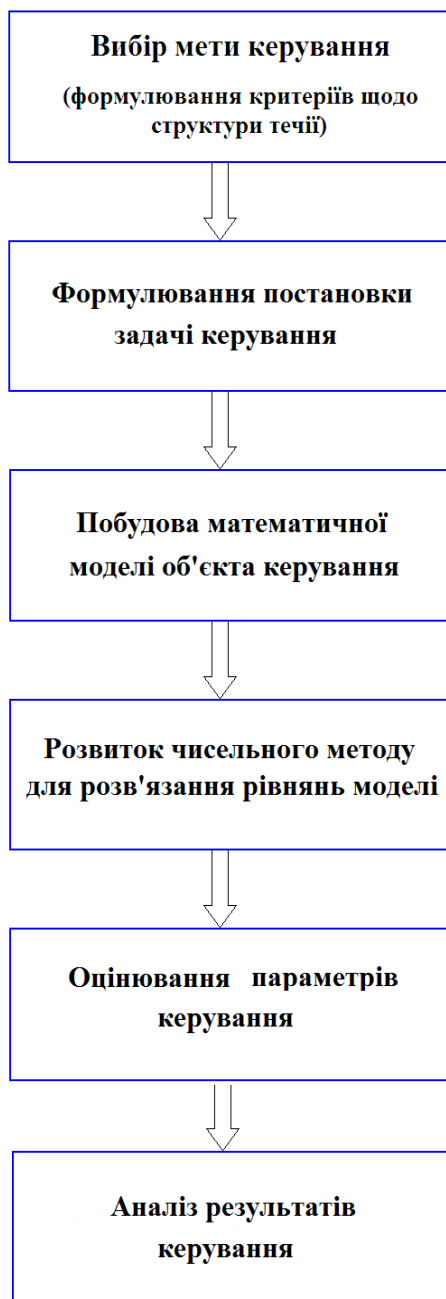 Вибір мети керування
(формулювання критеріїв щодо
структури течії)
Формулювання постановки
задачі керування
Побудова математичної
моделі об'єкта керування
Розвиток чисельного методу
для розв'язання рівнянь моделі
Оцінювання параметрів
керування
Аналіз результатів
керування